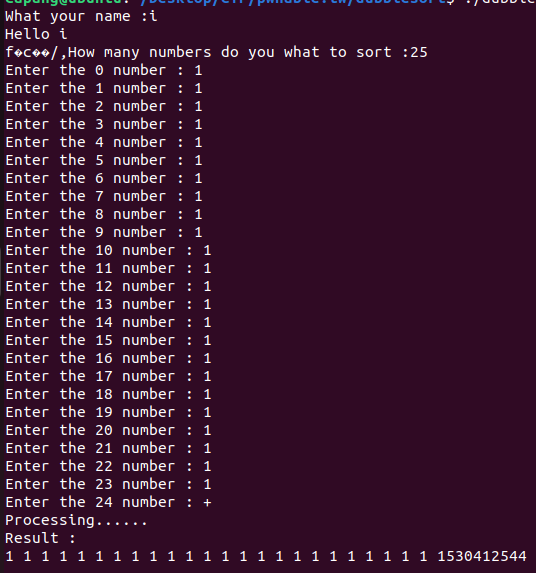 What your name :i
Hello i
f�c��/,How many numbers do you what to sort :25
Enter the 0 number : 1
Enter the 1 number : 1
Enter the 2 number : 1
Enter the 3 number : 1
Enter the 4 number : 1
Enter the 5 number : 1
Enter the 6 number : 1
Enter the 7 number : 1
Enter the 8 number : 1
Enter the 9 number : 1
Enter the 10 number : 1
Enter the 11 number : 1
Enter the 12 number : 1
Enter the 13 number : 1
Enter the 14 number : 1
Enter the 15 number : 1
Enter the 16 number : 1
Enter the 17 number : 1
Enter the 18 number : 1
Enter the 19 number : 1
Enter the 20 number : 1
Enter the 21 number : 1
Enter the 22 number : 1
Enter the 23 number : 1
Enter the 24 number : +
Processing......
Result :
1 1 1 1 1 1 1 1 1 1 1 1 1 1 1 1 1 1 1 1 1 1 1 1 1530412544